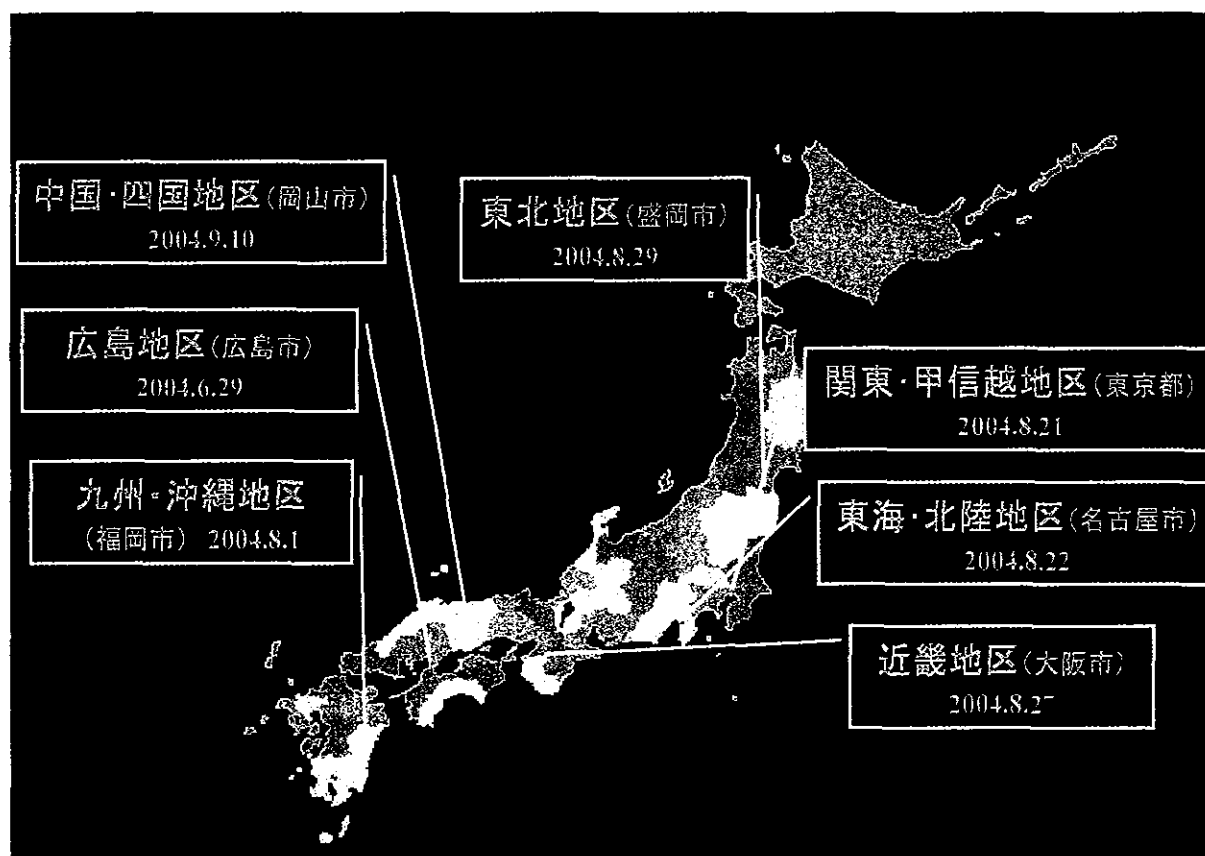 中国・四国地区(岡山市)
2004.9.10
広島地区(広島市)
2004.6.29
九州・沖縄地区
(福岡市) 2004.8.1
東北地区(盛岡市)
2004.8.29
関東・甲信越地区(東京都)
2004.8.21
東海・北陸地区(名古屋市)
2004.8.22
近畿地区(大阪市)
2004.8.27